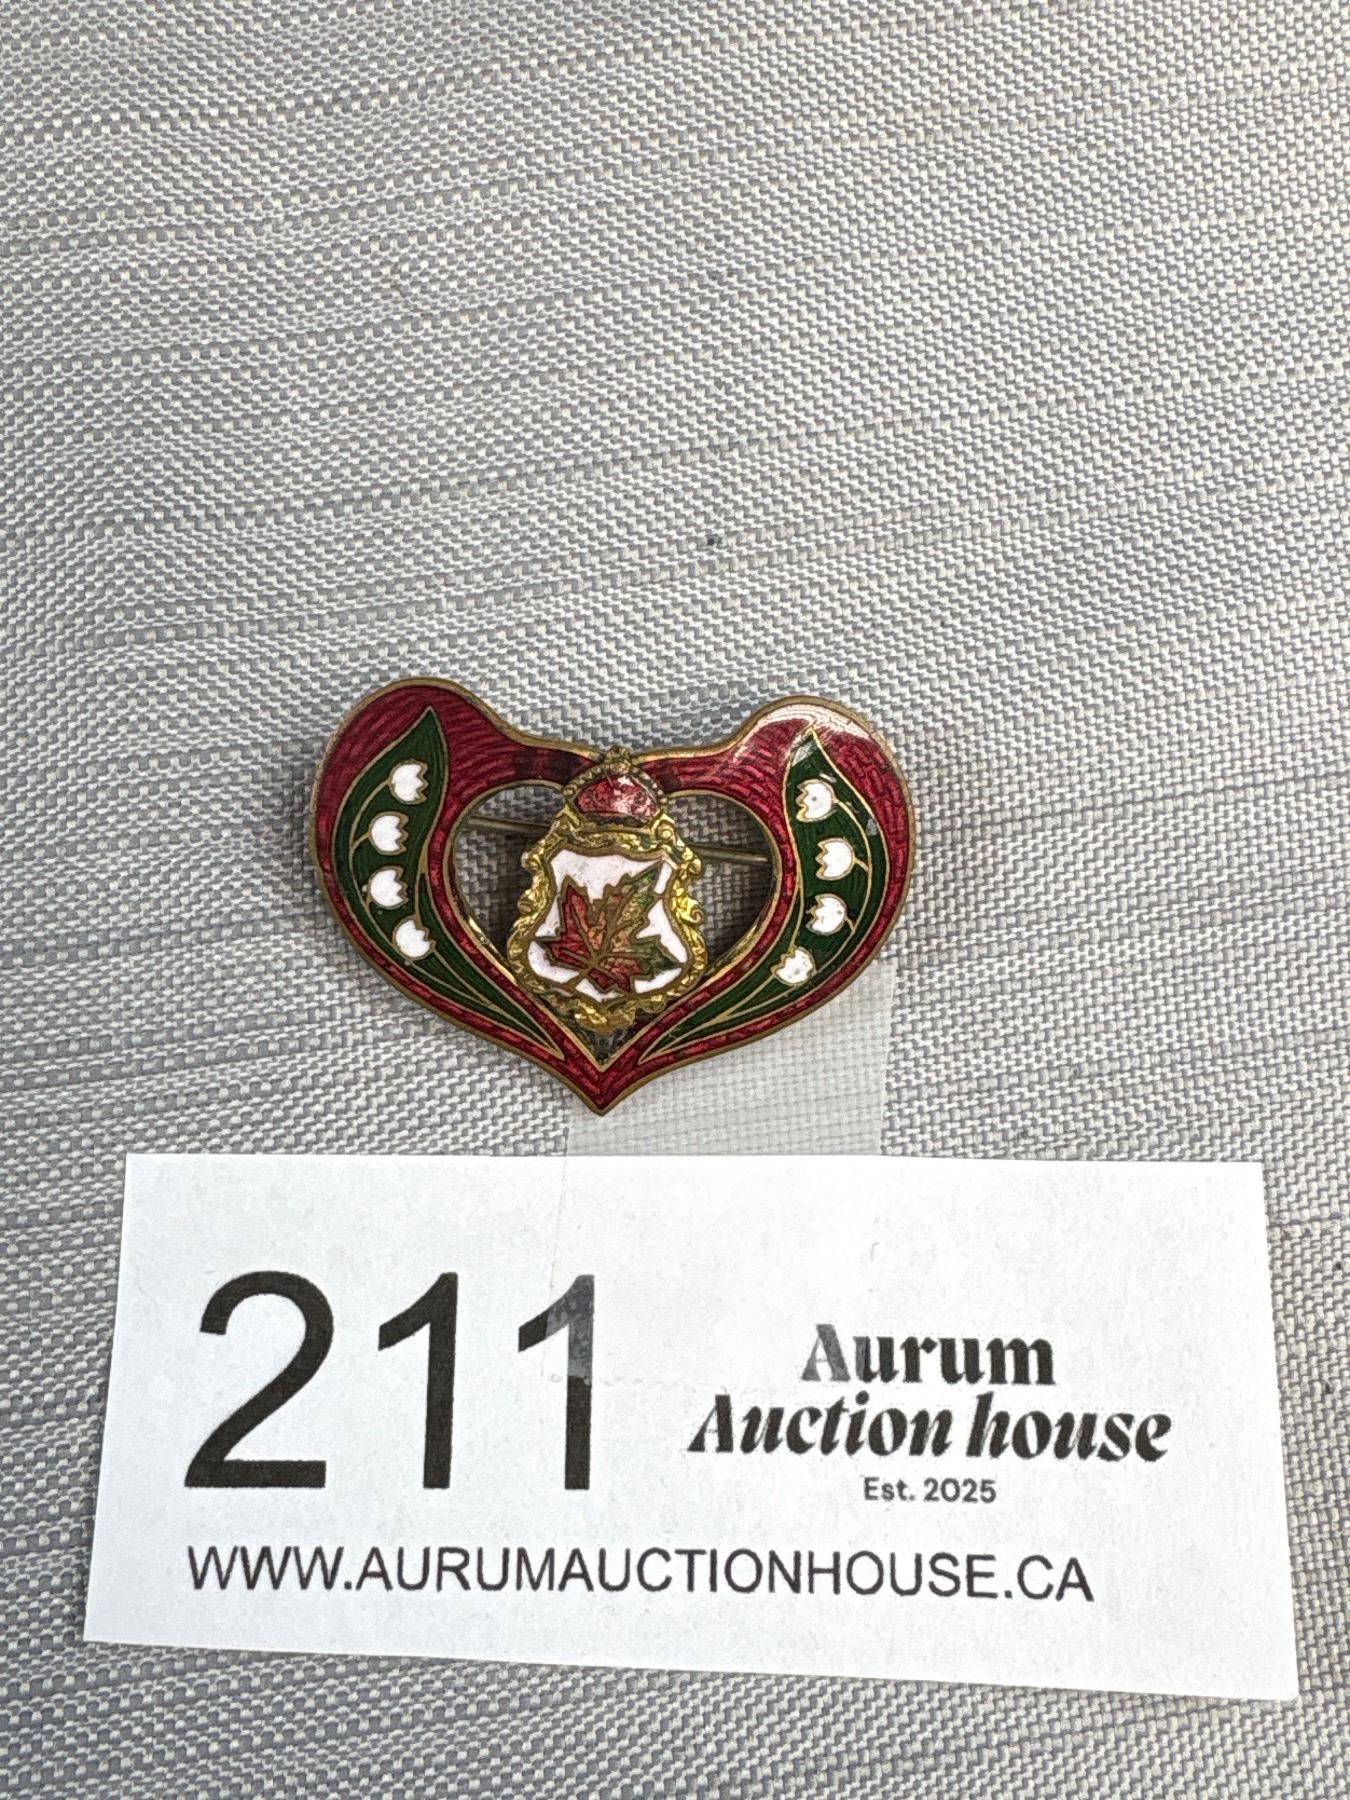 211
Aurum
Auction house
Est. 2025
WWW.AURUMAUCTIONHOUSE.CA